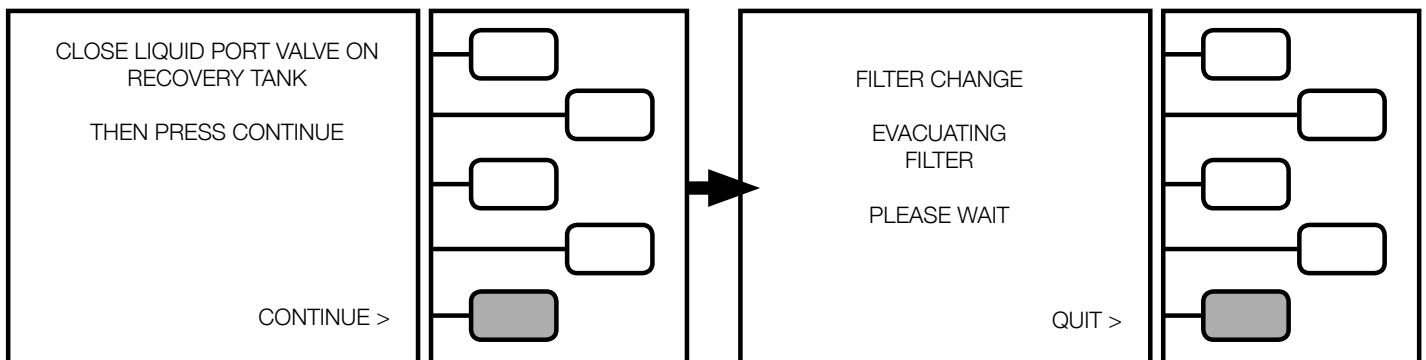 CLOSE LIQUID PORT VALVE ON
RECOVERY TANK
THEN PRESS CONTINUE
CONTINUE >
FILTER CHANGE
EVACUATING
FILTER
PLEASE WAIT
QUIT >